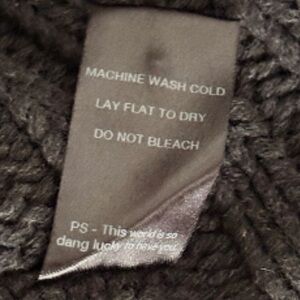 MACHINE WASH COLD
LAY FLAT TO DRY
DO NOT BLEACH
PS - This world is so
dang lucky to have you.